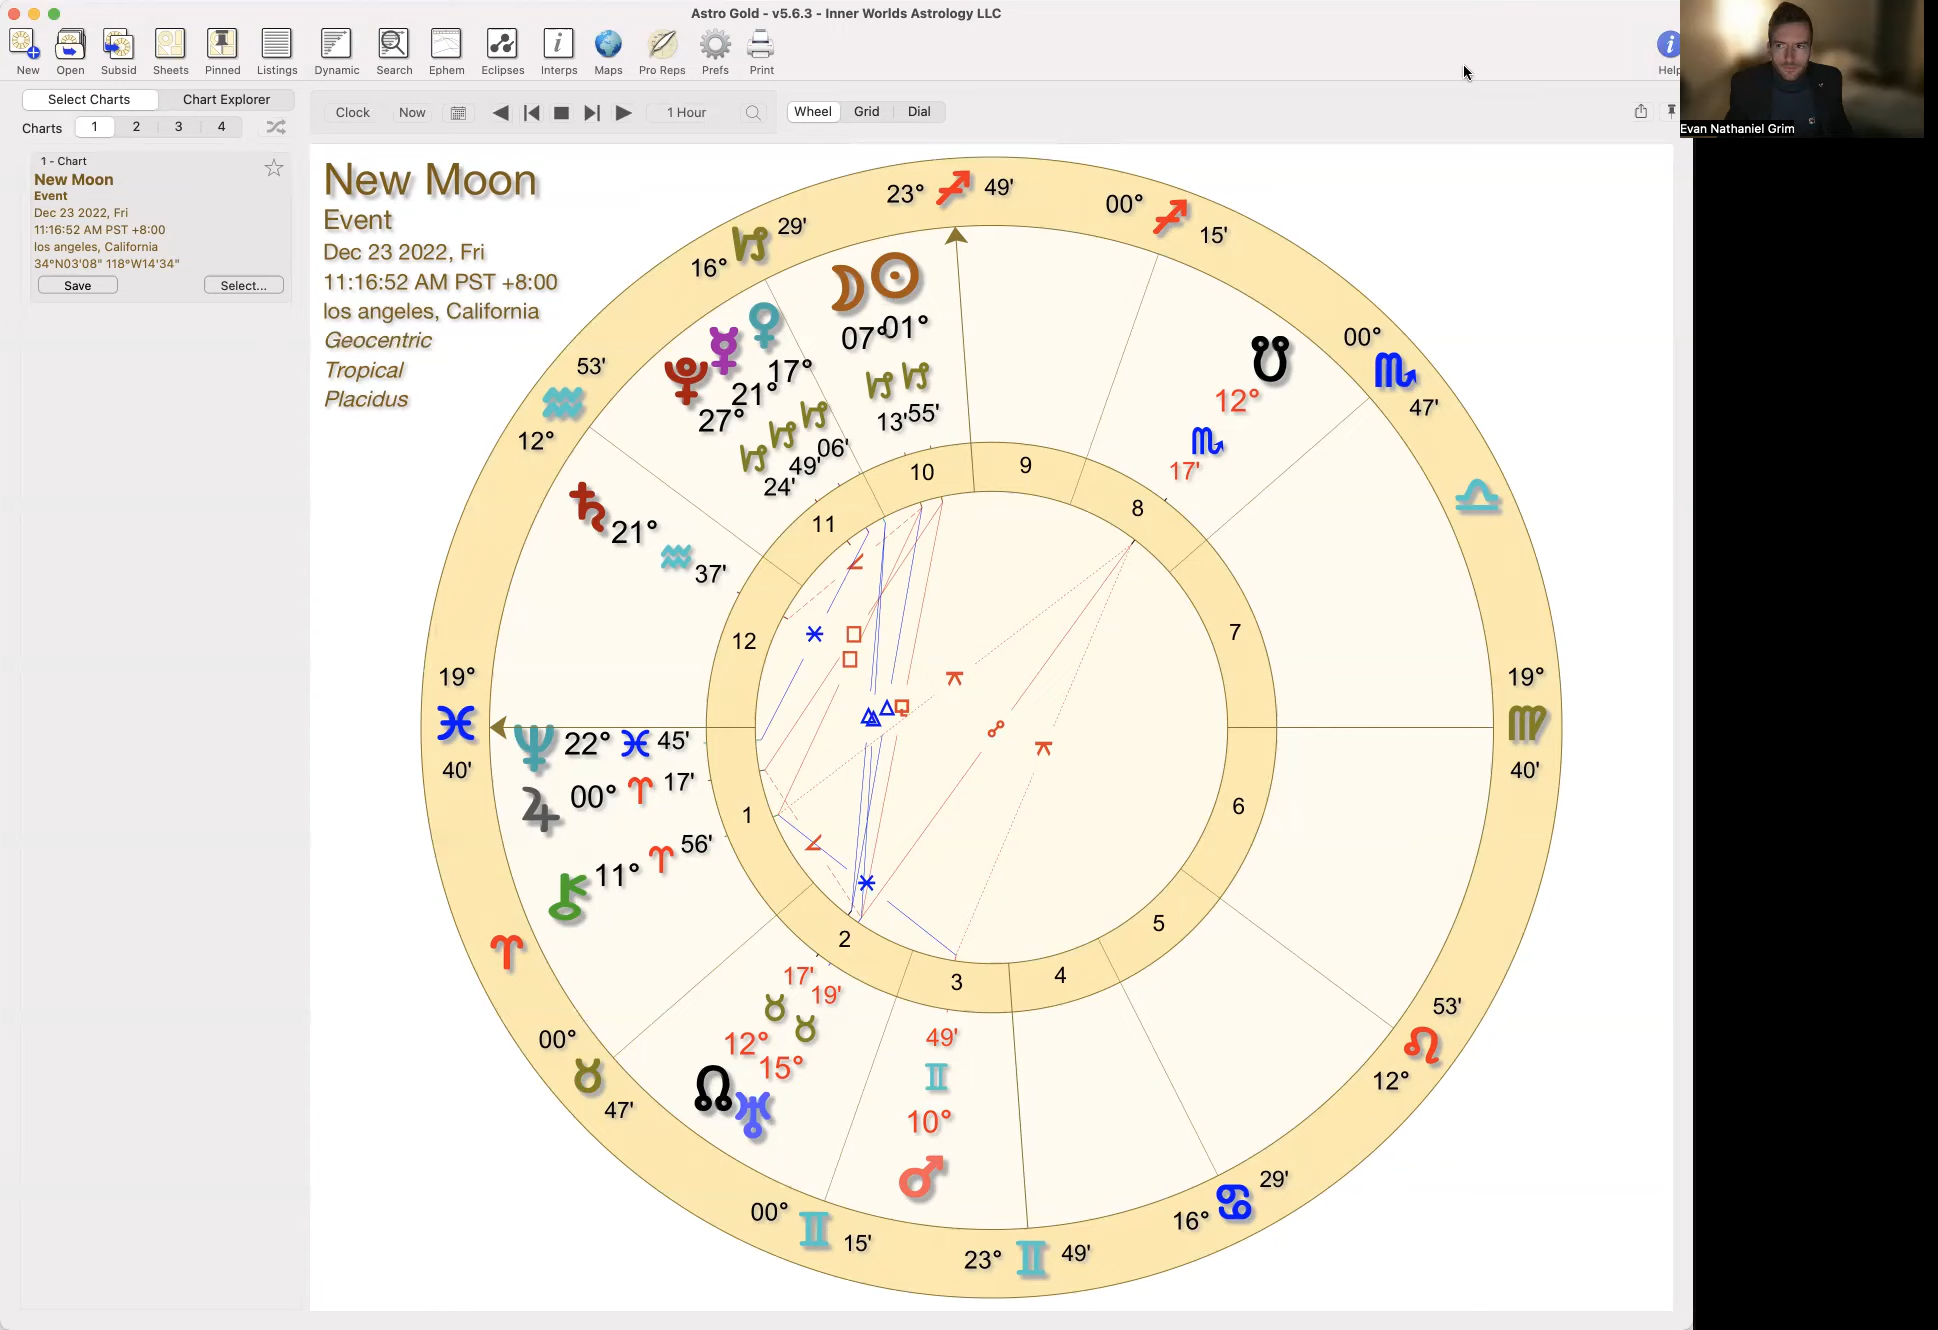 Astro Gold - v5.6.3 - Inner Worlds Astrology LLC
New Open Subsid Sheets Pinned Listings Dynamic Search Ephem Eclipses Interps Maps Pro Reps Prefs Print Help
Evan Nathaniel Grim
Select Charts Chart Explorer
Charts 1 2 3 4
Clock Now 1 Hour Wheel Grid Dial
1 - Chart
New Moon
Event
Dec 23 2022, Fri
11:16:52 AM PST +8:00
los angeles, California
34°N03'08" 118°W14'34"
Save Select...
New Moon
Event
Dec 23 2022, Fri
11:16:52 AM PST +8:00
los angeles, California
Geocentric
Tropical
Placidus
23° ♐ 49'
00° ♐ 15'
16° ♑ 29'
00° ♏ 47'
12° ♒ 53'
♎
19° ♓ 40'
19° ♍ 40'
♈
00° ♉ 47'
00° ♊ 15'
23° ♊ 49'
16° ♋ 29'
12° ♌ 53'
☽ 07° ♑ 13'
☉ 01° ♑ 55'
♀ 17° ♑ 06'
☿ 21° ♑ 49'
♇ 27° ♑ 24'
♄ 21° ♒ 37'
♆ 22° ♓ 45'
♃ 00° ♈ 17'
⚷ 11° ♈ 56'
☊ 12° ♉ 17'
♅ 15° ♉ 19'
♂ 10° ♊ 49'
☋ 12° ♏ 17'
1
2
3
4
5
6
7
8
9
10
11
12